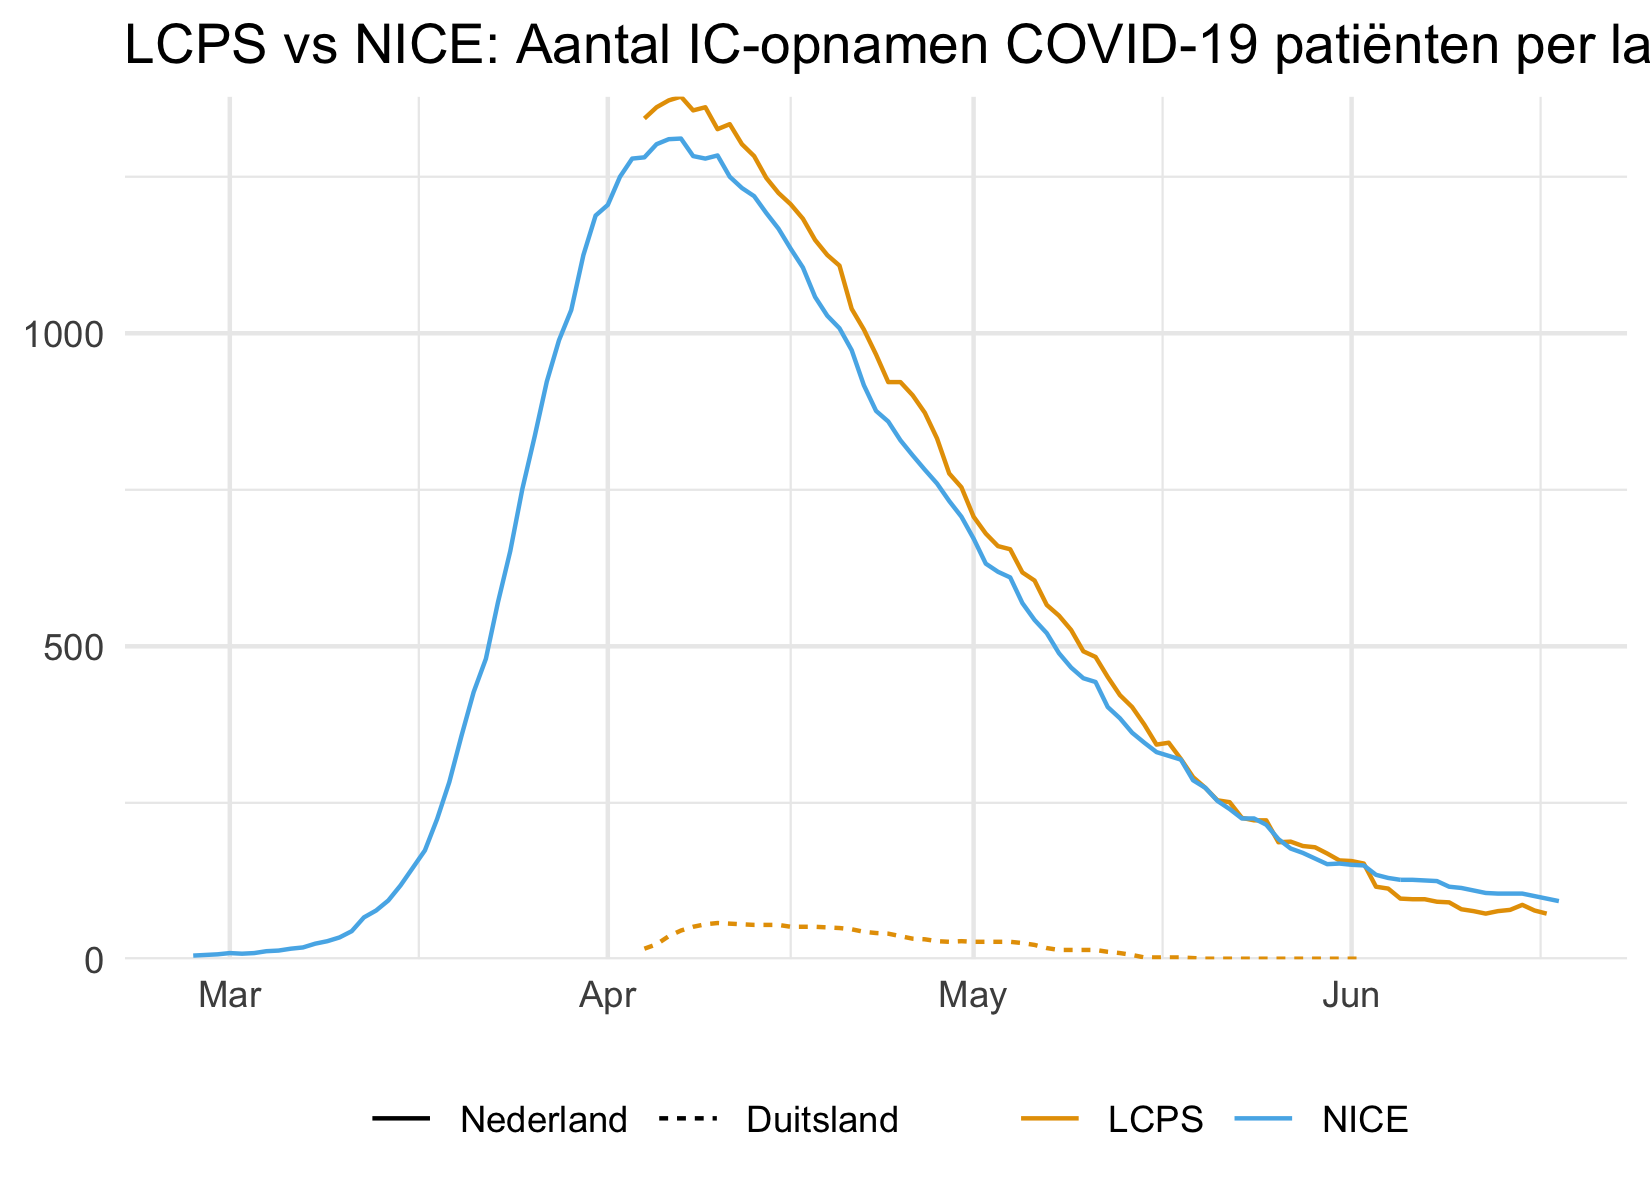 LCPS vs NICE: Aantal IC-opnamen COVID-19 patiënten per la
1000
500
0
Mar Apr May Jun
Nederland Duitsland LCPS NICE